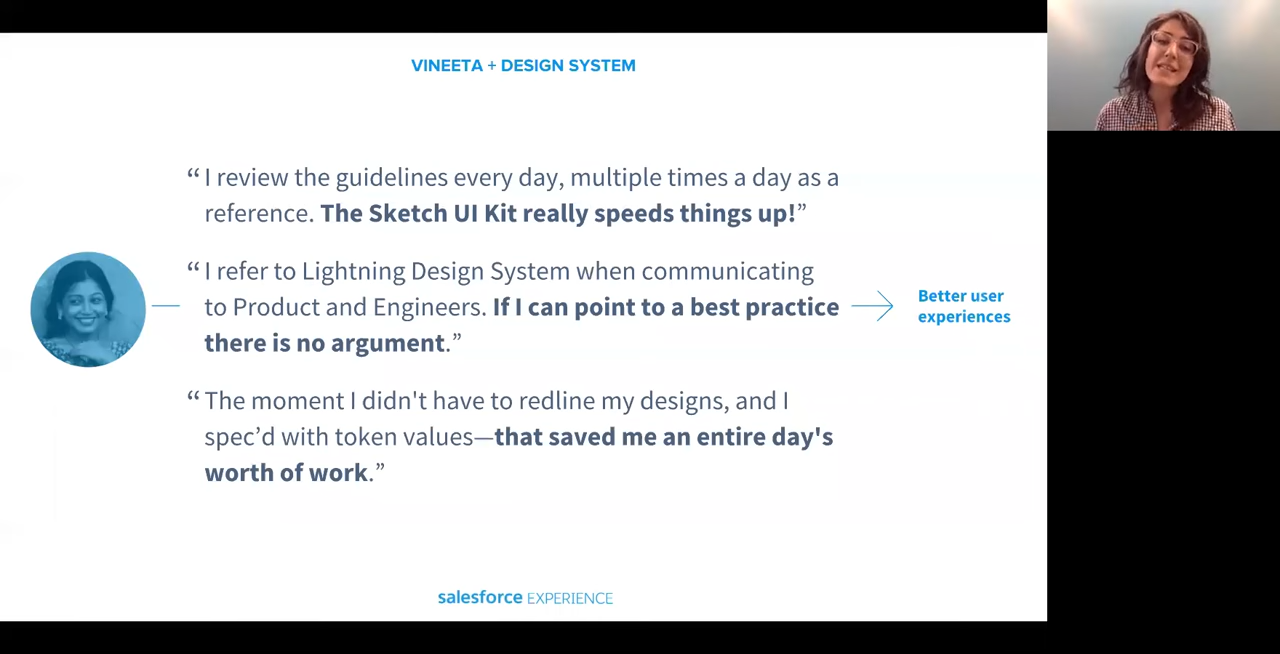 VINEETA + DESIGN SYSTEM
“I review the guidelines every day, multiple times a day as a
reference. The Sketch UI Kit really speeds things up!”
“I refer to Lightning Design System when communicating
to Product and Engineers. If I can point to a best practice
there is no argument.”
Better user
experiences
“The moment I didn't have to redline my designs, and I
spec’d with token values—that saved me an entire day's
worth of work.”
salesforce EXPERIENCE